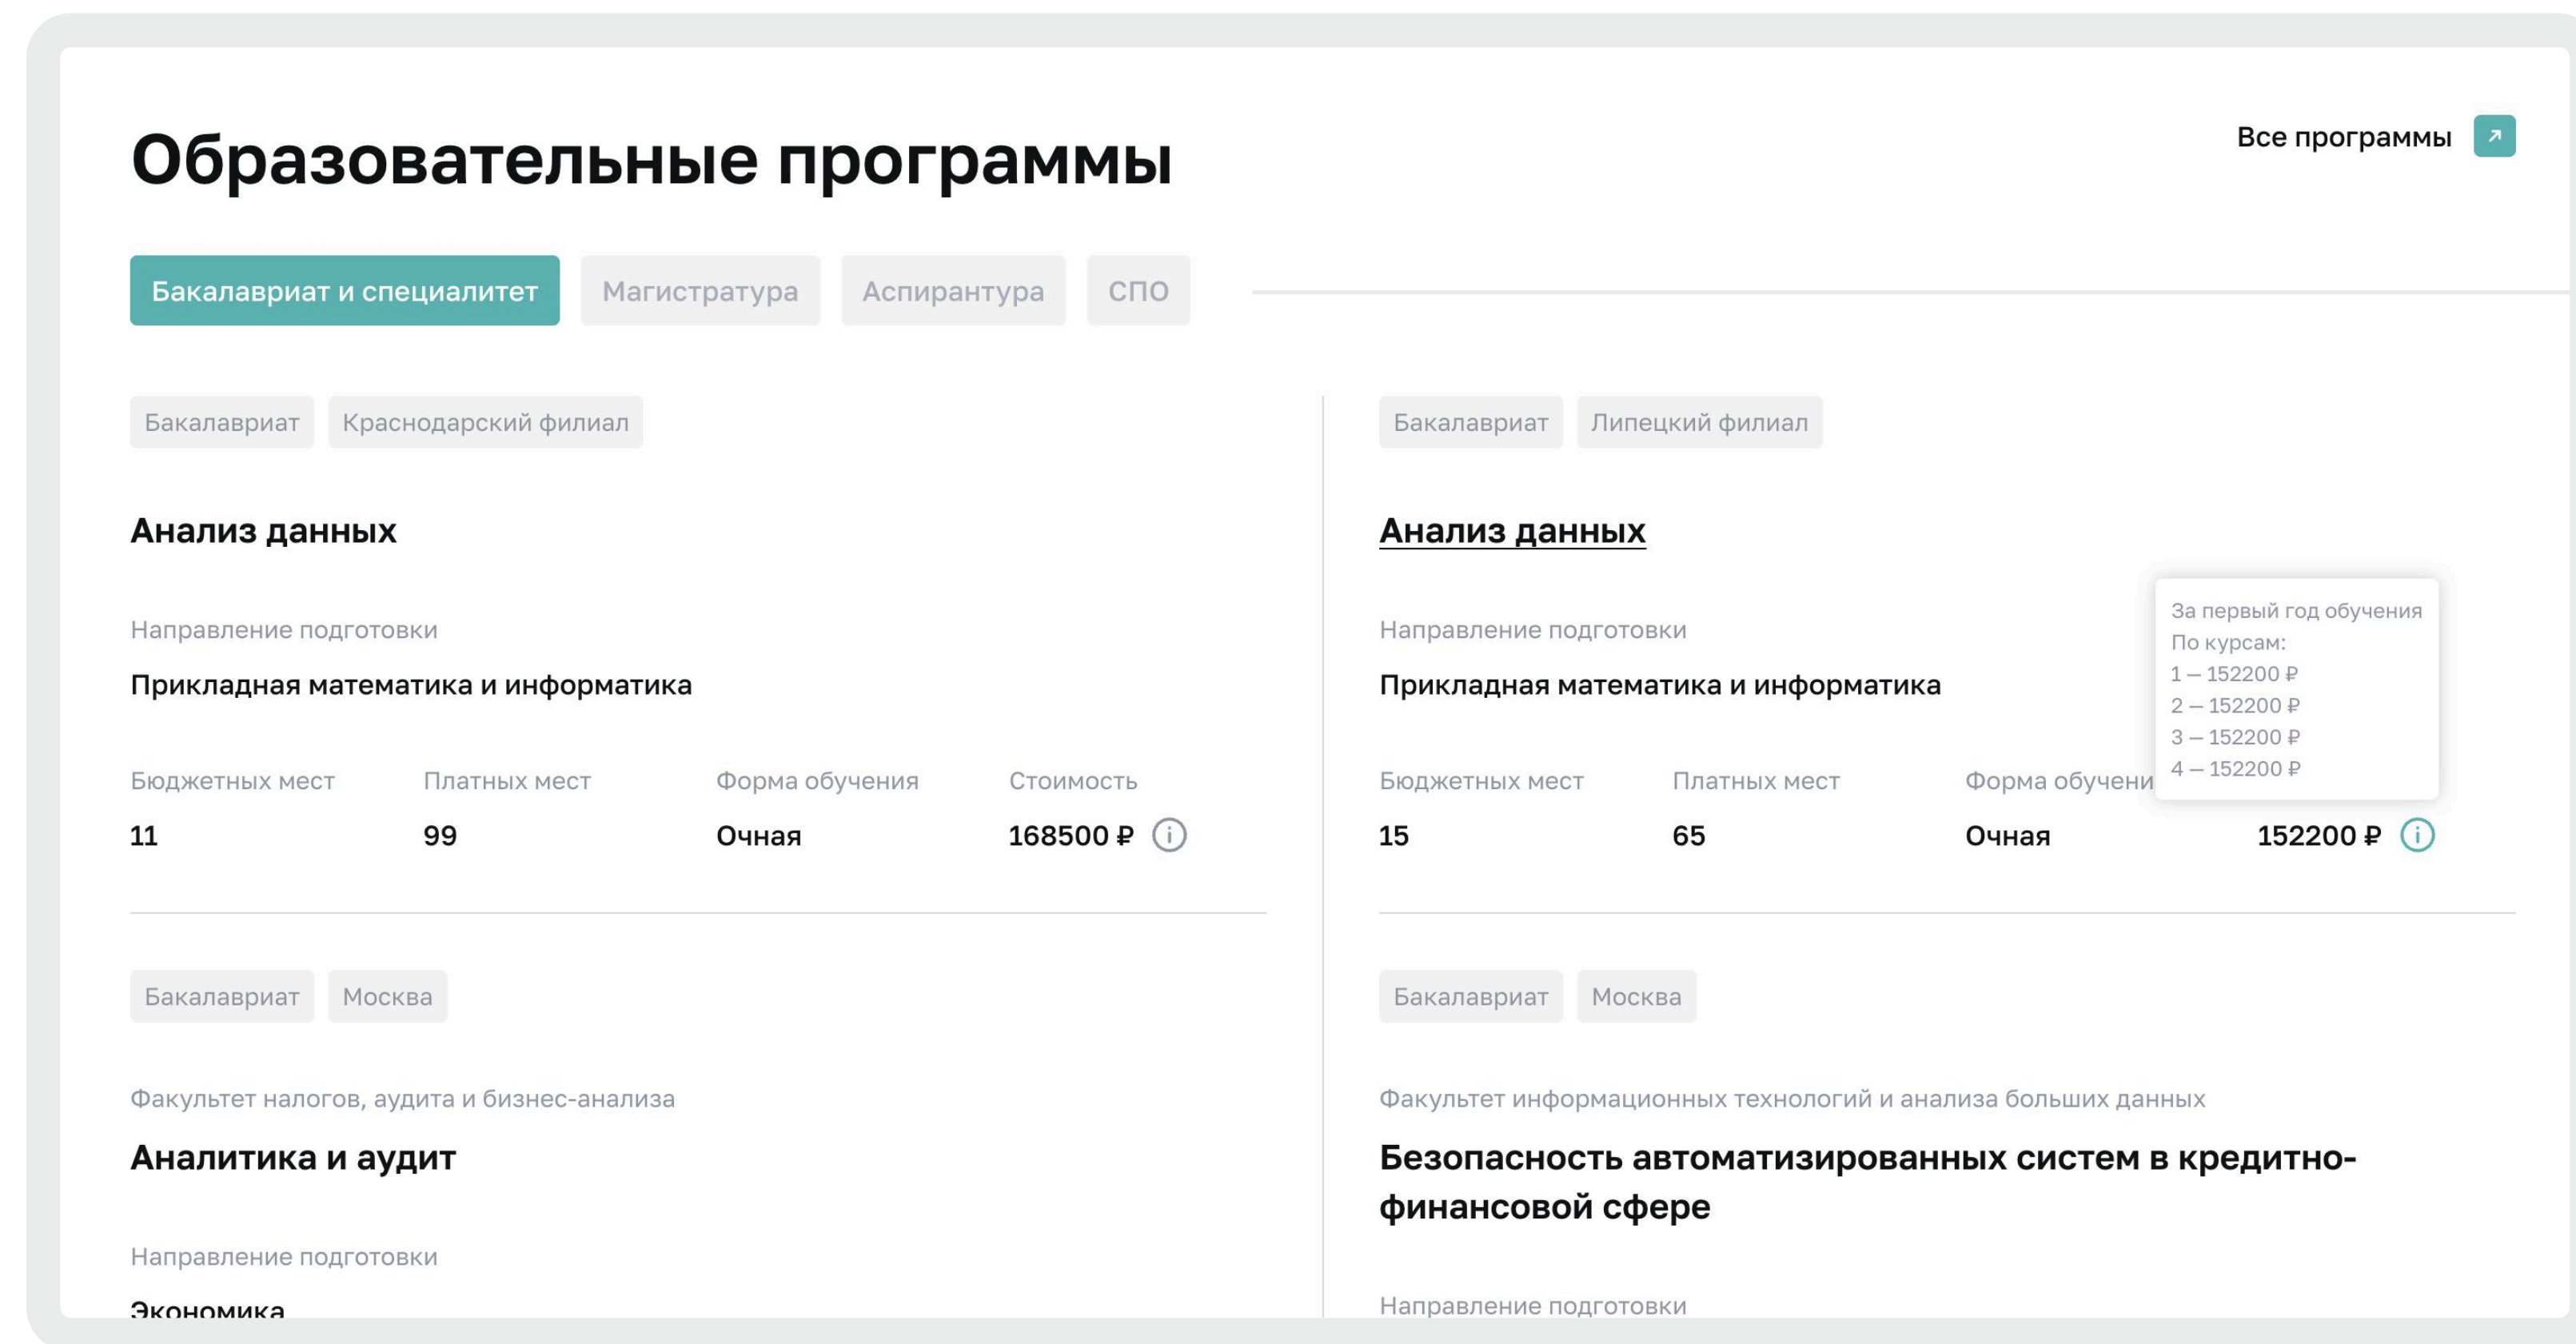 Образовательные программы
Все программы
Бакалавриат и специалитет
Магистратура
Аспирантура
СПО
Бакалавриат
Краснодарский филиал
Анализ данных
Направление подготовки
Прикладная математика и информатика
Бюджетных мест
Платных мест
Форма обучения
Стоимость
11
99
Очная
168500 ₽
Бакалавриат
Липецкий филиал
Анализ данных
Направление подготовки
Прикладная математика и информатика
За первый год обучения
По курсам:
1 — 152200 ₽
2 — 152200 ₽
3 — 152200 ₽
4 — 152200 ₽
Бюджетных мест
Платных мест
Форма обучени
15
65
Очная
152200 ₽
Бакалавриат
Москва
Факультет налогов, аудита и бизнес-анализа
Аналитика и аудит
Направление подготовки
Экономика
Бакалавриат
Москва
Факультет информационных технологий и анализа больших данных
Безопасность автоматизированных систем в кредитно-
финансовой сфере
Направление подготовки